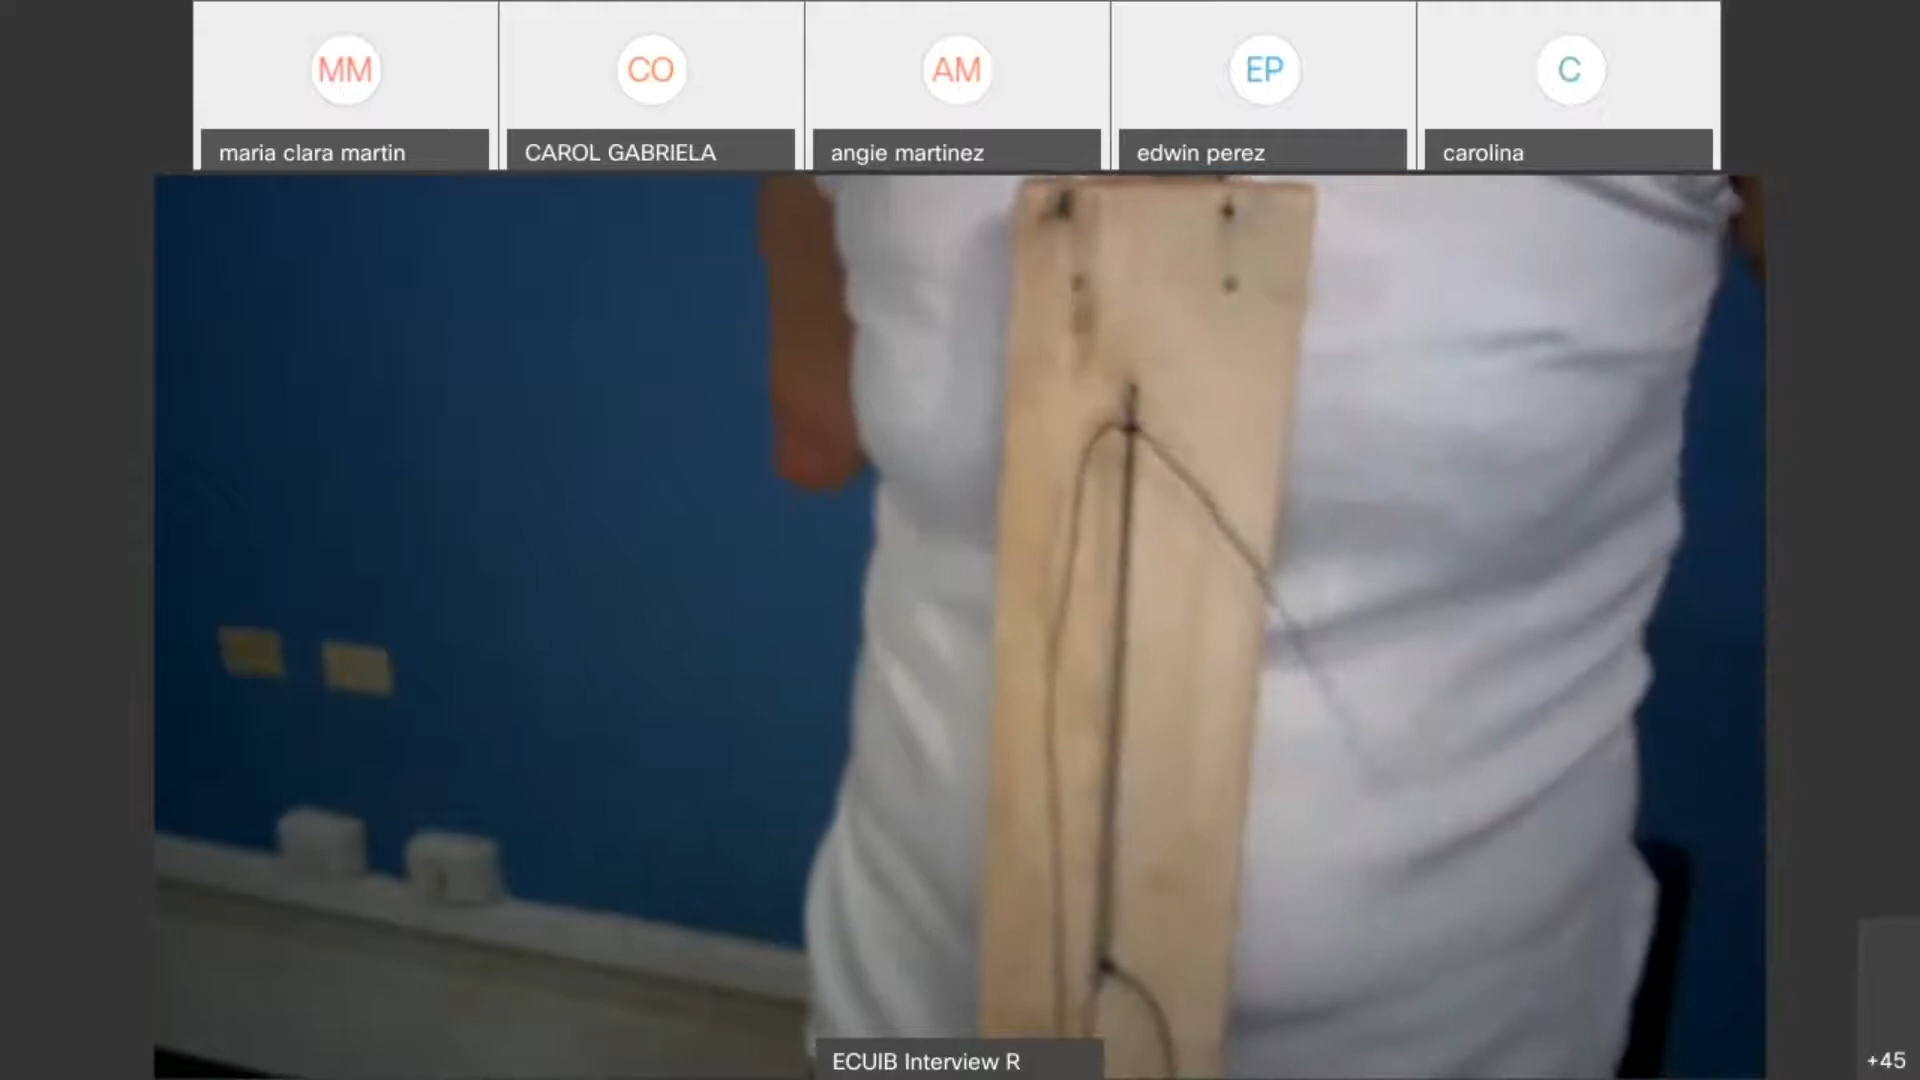 MM
CO
AM
EP
C
maria clara martin
CAROL GABRIELA
angie martinez
edwin perez
carolina
ECUIB Interview R
+45